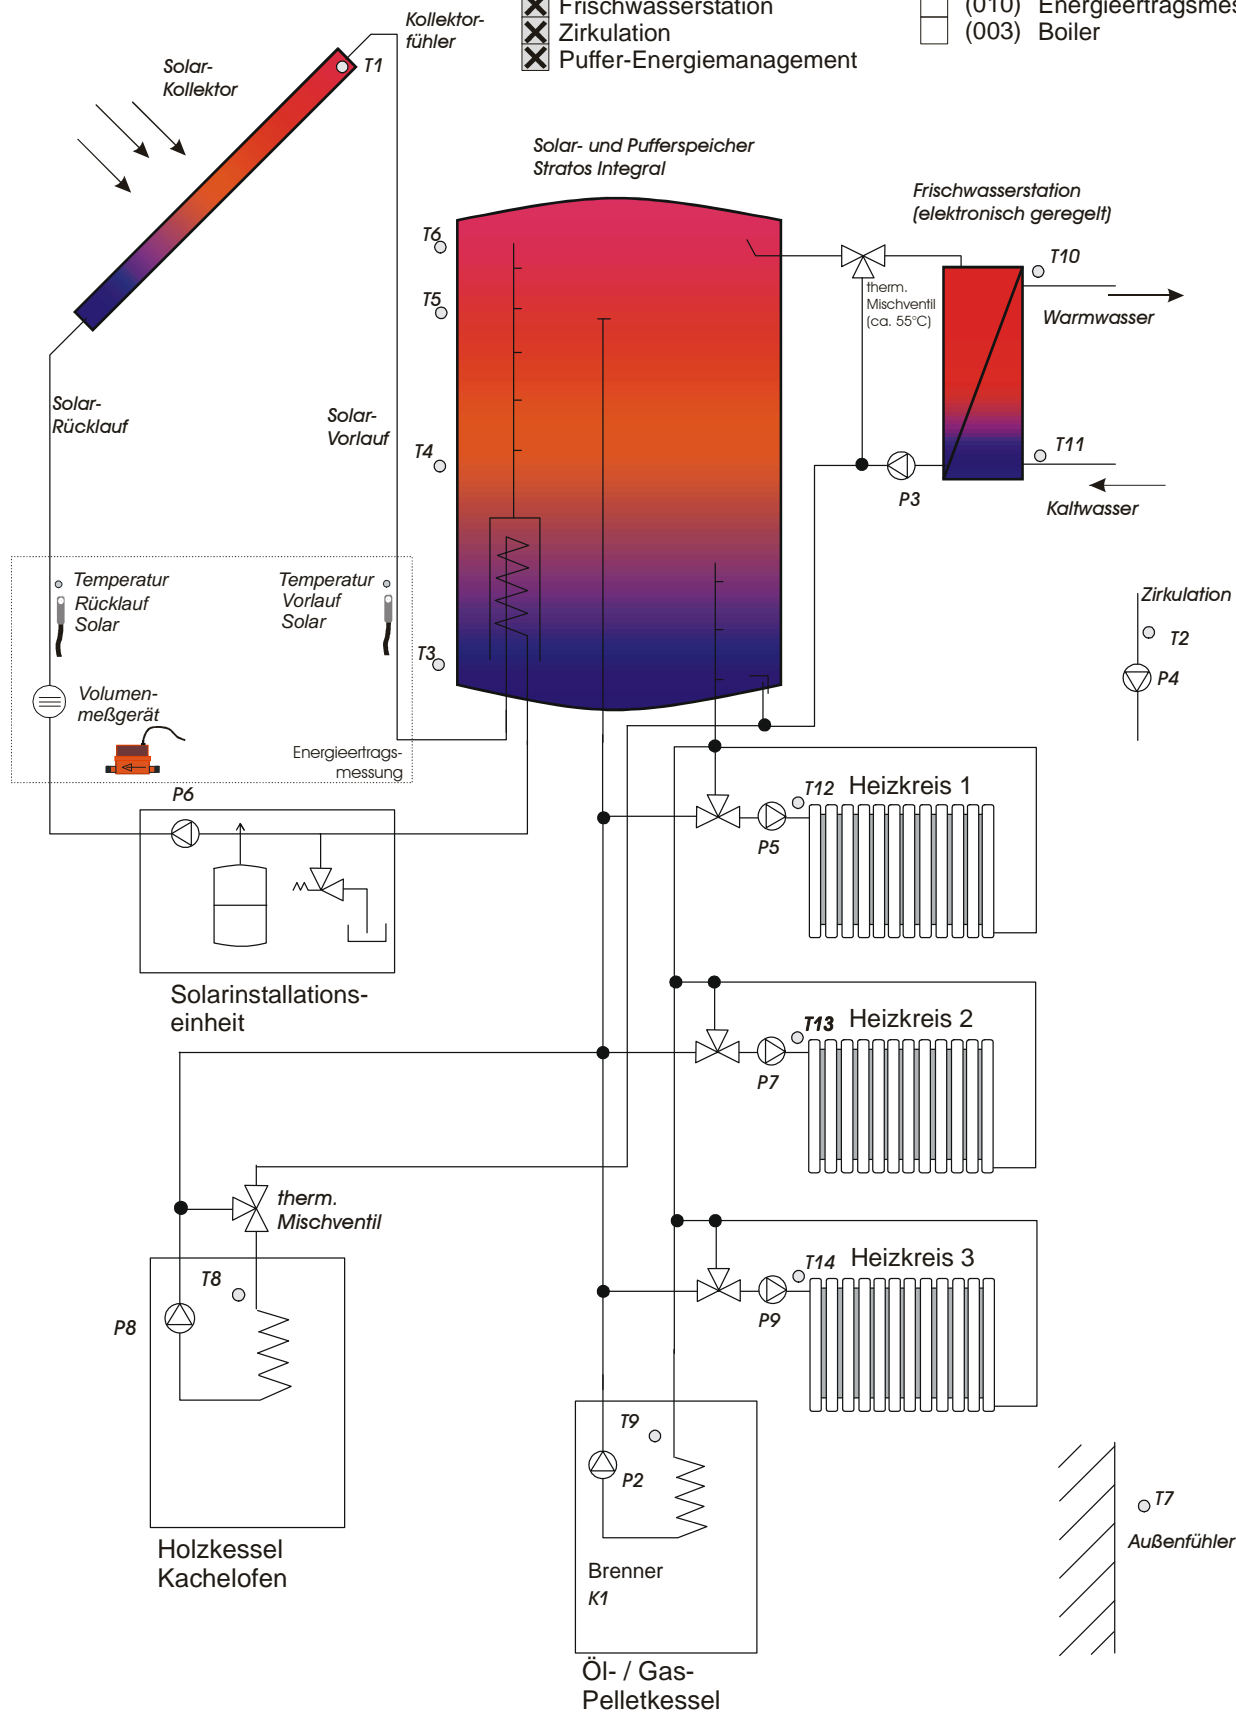 Frischwasserstation
Zirkulation
Puffer-Energiemanagement
(010) 
(003) Boiler
Kollektor-
fühler
T1
Solar-
Kollektor
Solar- und Pufferspeicher
Stratos Integral
Frischwasserstation
(elektronisch geregelt)
T6
T5
T4
T3
T10
therm.
Mischventil
(ca. 55°C)
Warmwasser
Solar-
Rücklauf
Solar-
Vorlauf
T11
P3
Kaltwasser
Temperatur
Rücklauf
Solar
Temperatur
Vorlauf
Solar
Zirkulation
T2
P4
Volumen-
meßgerät
Energieertrags-
messung
P6
T12 Heizkreis 1
P5
Solarinstallations-
einheit
T13 Heizkreis 2
P7
therm.
Mischventil
T8
P8
T14 Heizkreis 3
P9
T9
P2
Brenner
K1
Holzkessel
Kachelofen
T7
Außenfühler
Öl- / Gas-
Pelletkessel